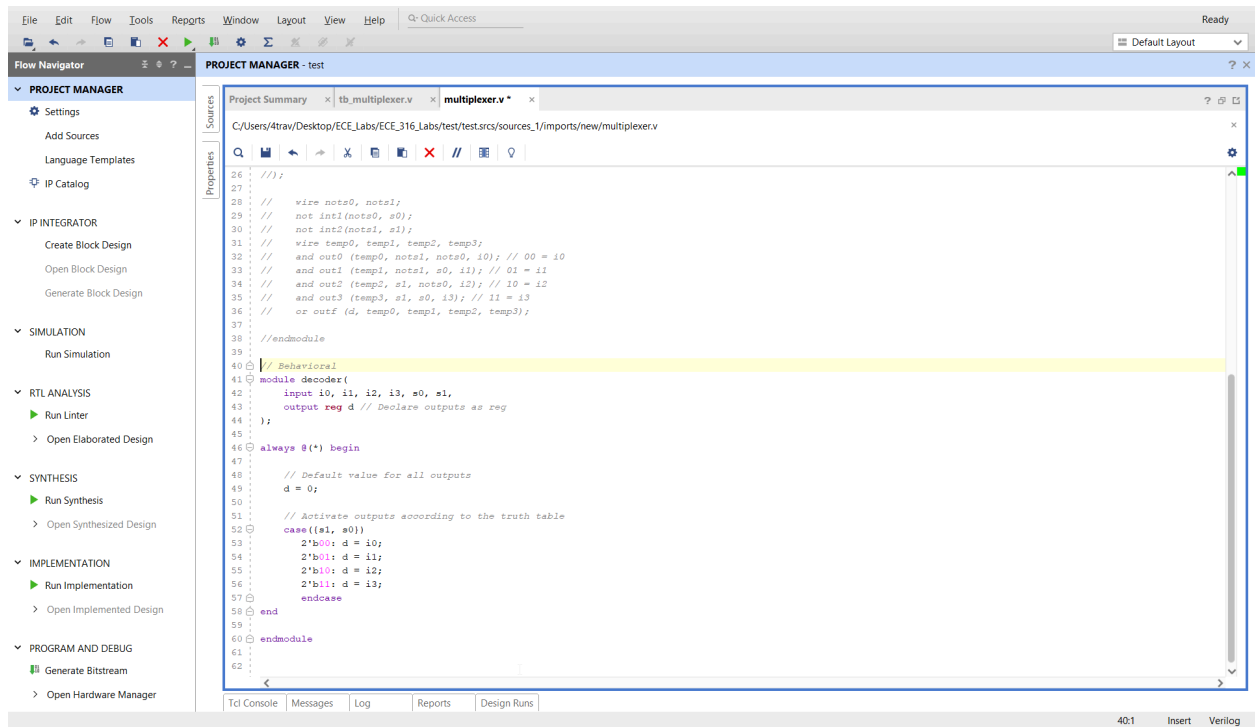 File Edit Flow Tools Reports Window Layout View Help Q- Quick Access Ready
Default Layout
Flow Navigator ? _
PROJECT MANAGER - test ? ×
PROJECT MANAGER
Settings
Add Sources
Language Templates
IP Catalog
IP INTEGRATOR
Create Block Design
Open Block Design
Generate Block Design
SIMULATION
Run Simulation
RTL ANALYSIS
Run Linter
Open Elaborated Design
SYNTHESIS
Run Synthesis
Open Synthesized Design
IMPLEMENTATION
Run Implementation
Open Implemented Design
PROGRAM AND DEBUG
Generate Bitstream
Open Hardware Manager
Sources
Properties
Project Summary × tb_multiplexer.v × multiplexer.v * × ?
C:/Users/4trav/Desktop/ECE_Labs/ECE_316_Labs/test/test.srcs/sources_1/imports/new/multiplexer.v ×
26 //);
27
28 // wire nots0, nots1;
29 // not int1(nots0, s0);
30 // not int2(nots1, s1);
31 // wire temp0, temp1, temp2, temp3;
32 // and out0 (temp0, nots1, nots0, i0); // 00 = i0
33 // and out1 (temp1, nots1, s0, i1); // 01 = i1
34 // and out2 (temp2, s1, nots0, i2); // 10 = i2
35 // and out3 (temp3, s1, s0, i3); // 11 = i3
36 // or outf (d, temp0, temp1, temp2, temp3);
37
38 //endmodule
39
40 // Behavioral
41 module decoder(
42 input i0, i1, i2, i3, s0, s1,
43 output reg d // Declare outputs as reg
44 );
45
46 always @(*) begin
47
48 // Default value for all outputs
49 d = 0;
50
51 // Activate outputs according to the truth table
52 case({s1, s0})
53 2'b00: d = i0;
54 2'b01: d = i1;
55 2'b10: d = i2;
56 2'b11: d = i3;
57 endcase
58 end
59
60 endmodule
61
62
Tcl Console Messages Log Reports Design Runs
40:1 Insert Verilog